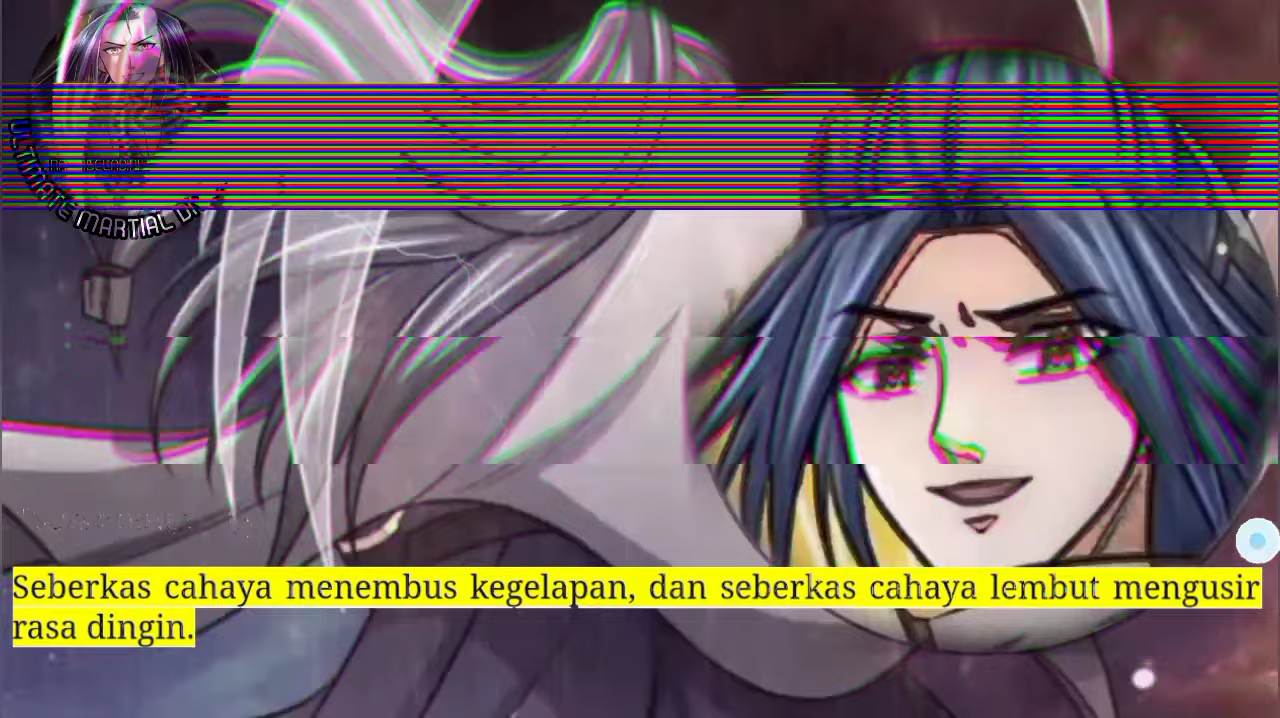 ULTIMATE MARTIAL
Seberkas cahaya menembus kegelapan, dan seberkas cahaya lembut mengusir
rasa dingin.